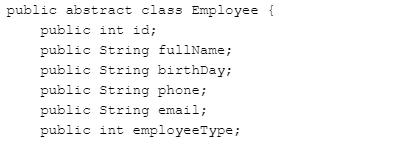 public abstract class Employee {
    public int id;
    public String fullName;
    public String birthDay;
    public String phone;
    public String email;
    public int employeeType;